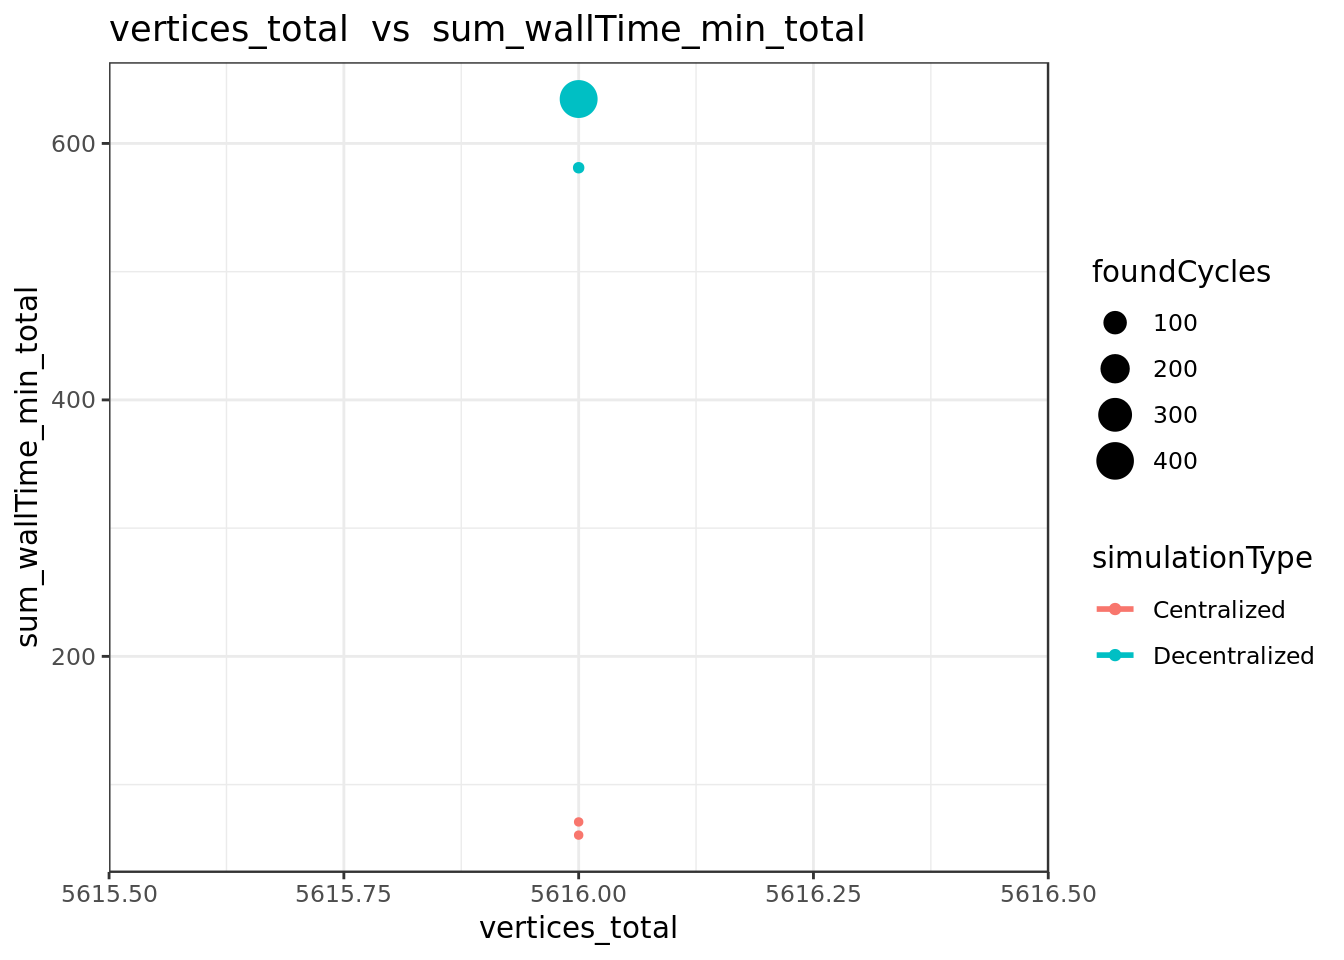 vertices_total vs sum_wallTime_min_total
sum_wallTime_min_total
600
400
200
5615.50 5615.75 5616.00 5616.25 5616.50
vertices_total
foundCycles
100
200
300
400
simulationType
Centralized
Decentralized